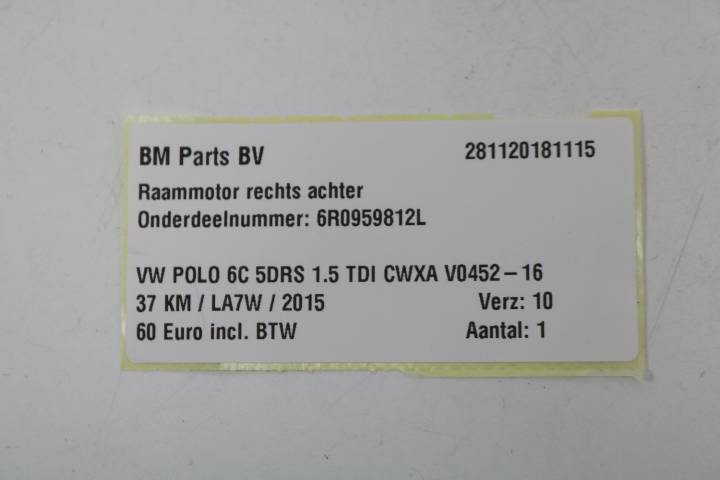 BM Parts BV 281120181115
Raammotor rechts achter
Onderdeelnummer: 6R0959812L
VW POLO 6C 5DRS 1.5 TDI CWXA V0452-16
37 KM / LA7W / 2015 Verz: 10
60 Euro incl. BTW Aantal: 1